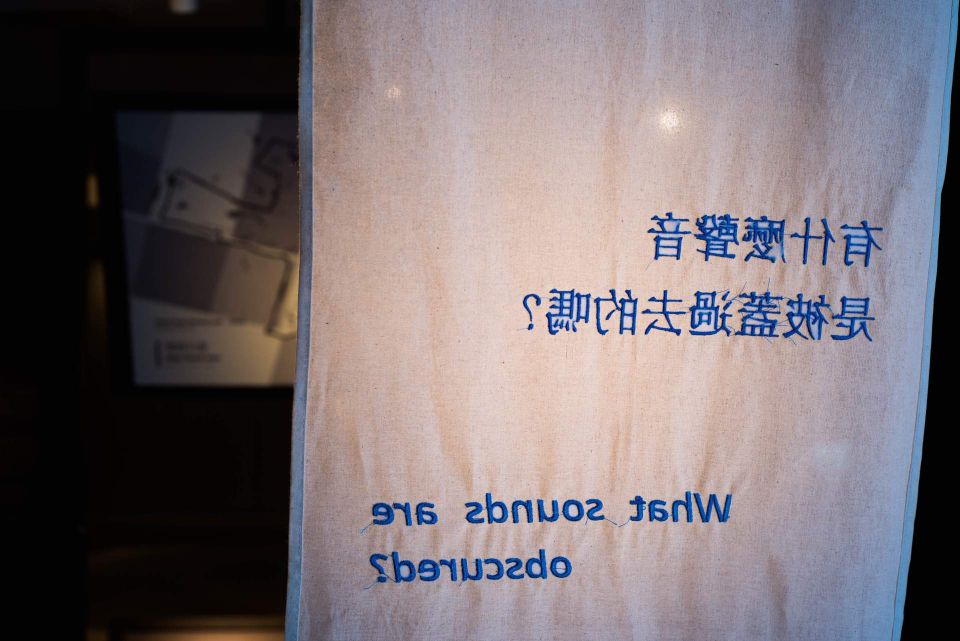 有什麼聲音
是被蓋過去的嗎?
What sounds are
obscured?